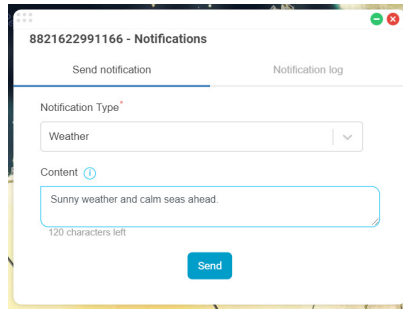 8821622991166 - Notifications
Send notification
Notification log
Notification Type*
Weather
Content
Sunny weather and calm seas ahead.
120 characters left
Send